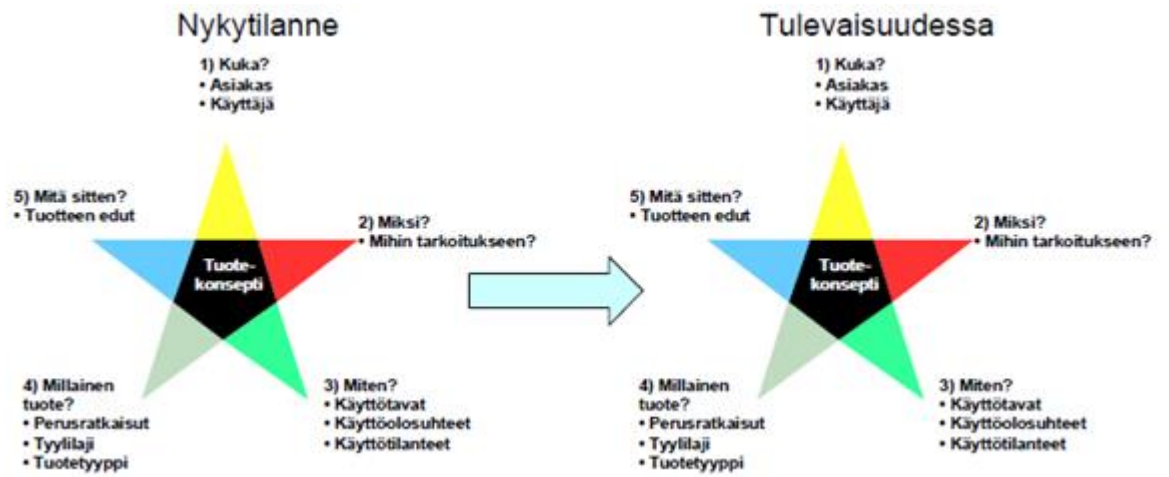 Nykytilanne
1) Kuka?
• Asiakas
• Käyttäjä
5) Mitä sitten?
• Tuotteen edut
2) Miksi?
• Mihin tarkoitukseen?
Tuote-
konsepti
4) Millainen
tuote?
• Perusratkaisut
• Tyylilaji
• Tuotetyyppi
3) Miten?
• Käyttötavat
• Käyttöolosuhteet
• Käyttötilanteet
Tulevaisuudessa
1) Kuka?
• Asiakas
• Käyttäjä
5) Mitä sitten?
• Tuotteen edut
2) Miksi?
• Mihin tarkoitukseen?
Tuote-
konsepti
4) Millainen
tuote?
• Perusratkaisut
• Tyylilaji
• Tuotetyyppi
3) Miten?
• Käyttötavat
• Käyttöolosuhteet
• Käyttötilanteet